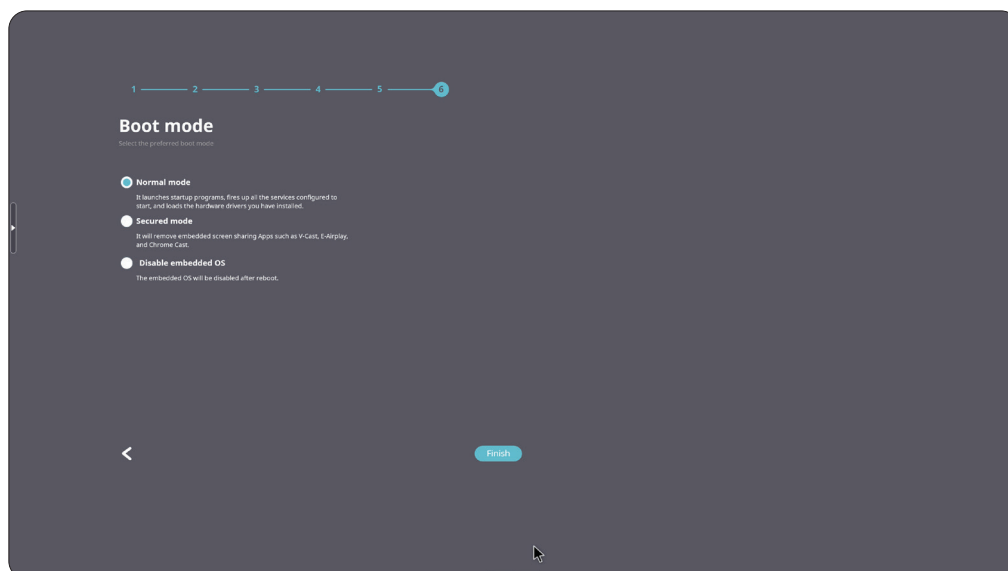 1 2 3 4 5 6
Boot mode
Select the preferred boot mode
Normal mode
It launches startup programs, fires up all the services configured to
start, and loads the hardware drivers you have installed.
Secured mode
It will remove embedded screen sharing Apps such as V-Cast, E-Airplay,
and Chrome Cast.
Disable embedded OS
The embedded OS will be disabled after reboot.
Finish